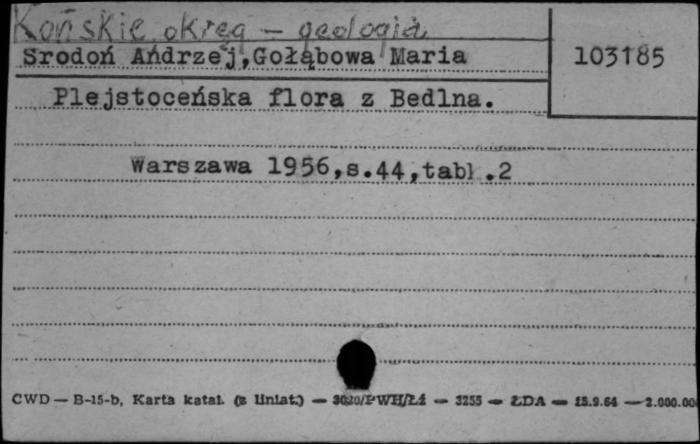 Końskie okręg - geologia
Srodoń Andrzej,Gołąbowa Maria
103185
Plejstoceńska flora z Bedlna.
Warszawa 1956,s.44,tabl.2
CWD — B-15-b, Karta katal. (z liniat.) — 3020/PWH/Łi — 3255 — ŁDA — 15.9.64 — 2.000.00